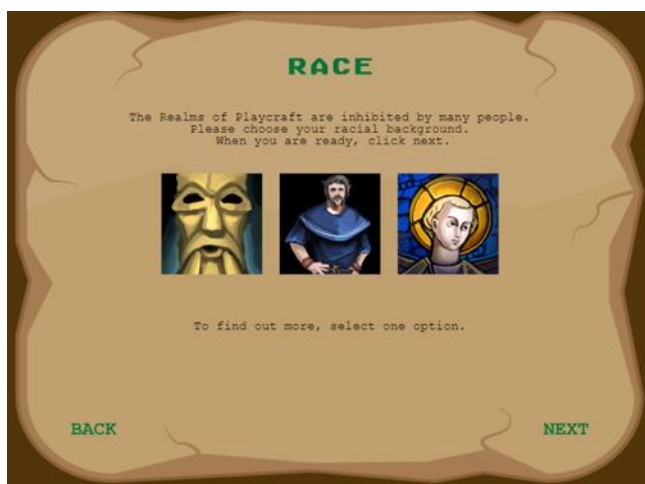 RACE
The Realms of Playcraft are inhibited by many people.
Please choose your racial background.
When you are ready, click next.
To find out more, select one option.
BACK
NEXT